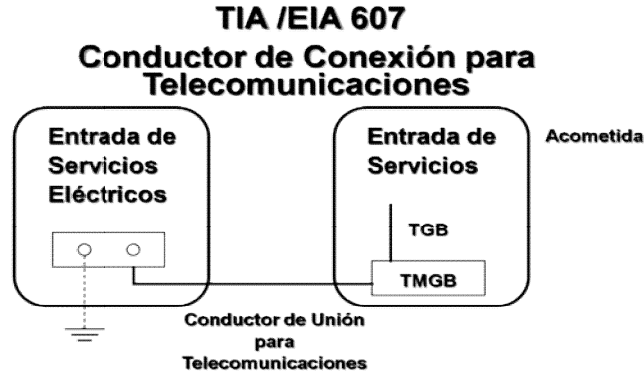 TIA /EIA 607
Conductor de Conexión para
Telecomunicaciones
Entrada de
Servicios
Eléctricos
Entrada de
Servicios
Acometida
TGB
TMGB
Conductor de Unión
para
Telecomunicaciones